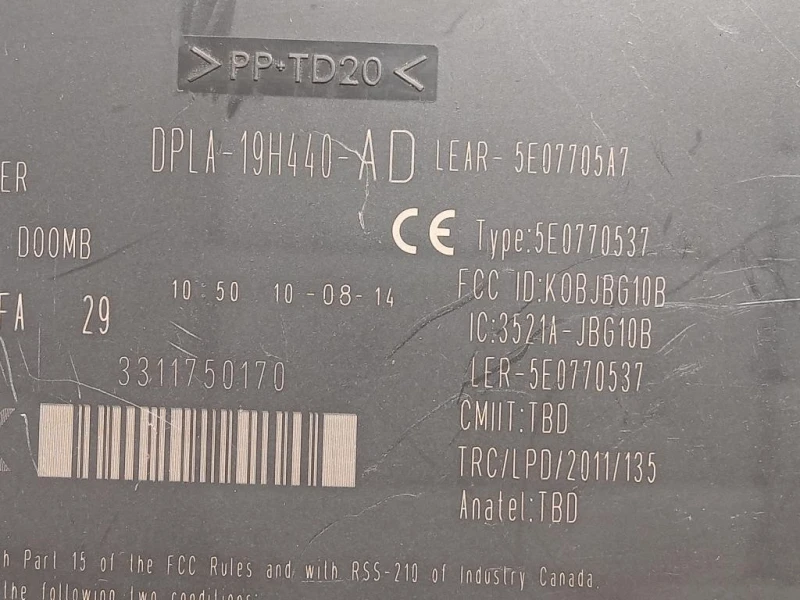 >PP+TD20<
DPLA-19H440-AD LEAR-5E07705A7
ER
CE Type:5E0770537
D00MB
FCC ID:KOBJBG10B
10:50 10-08-14
FA 29
IC:3521A-JBG10B
3311750170
LER-5E0770537
CMIIT:TBD
TRC/LPD/2011/135
Anatel:TBD
h Part 15 of the FCC Rules and with RSS-210 of Industry Canada.
the following two conditions: